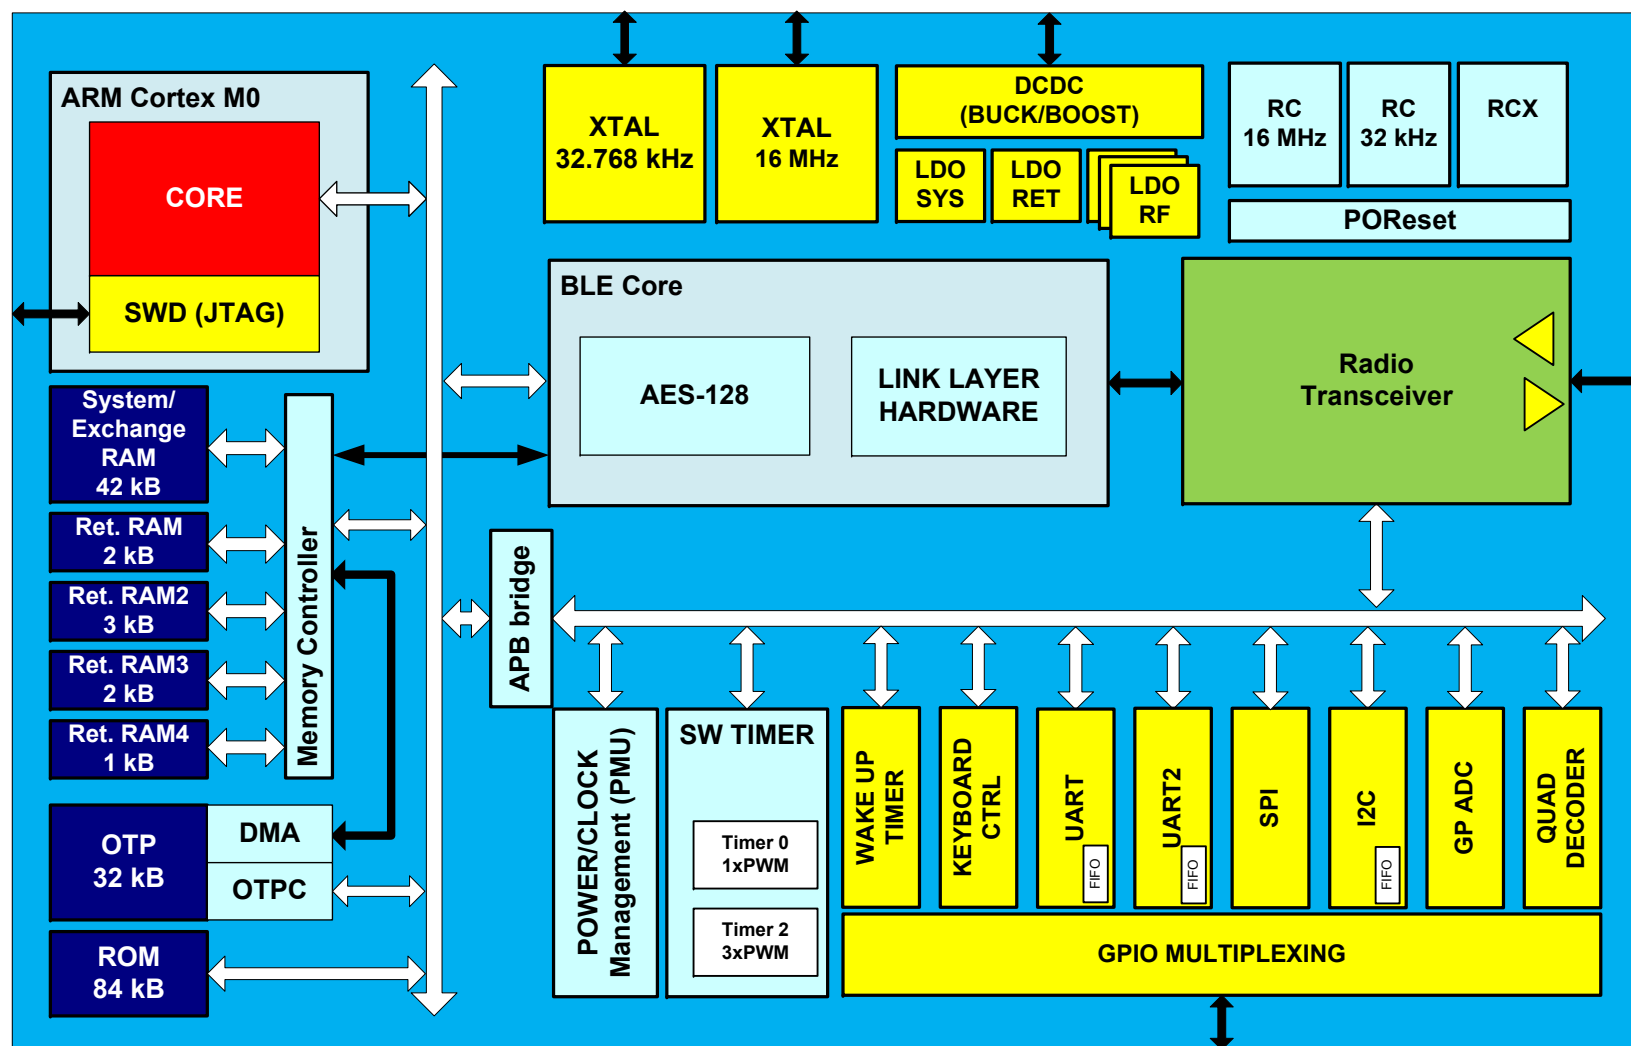 ARM Cortex M0
CORE
SWD (JTAG)
XTAL
32.768 kHz
XTAL
16 MHz
DCDC
(BUCK/BOOST)
LDO
SYS
LDO
RET
LDO
RF
RC
16 MHz
RC
32 kHz
RCX
POReset
BLE Core
AES-128
LINK LAYER
HARDWARE
Radio
Transceiver
System/
Exchange
RAM
42 kB
Ret. RAM
2 kB
Ret. RAM2
3 kB
Ret. RAM3
2 kB
Ret. RAM4
1 kB
Memory Controller
OTP
32 kB
DMA
OTPC
ROM
84 kB
APB bridge
POWER/CLOCK
Management (PMU)
SW TIMER
Timer 0
1xPWM
Timer 2
3xPWM
WAKE UP
TIMER
KEYBOARD
CTRL
UART
FIFO
UART2
FIFO
SPI
I2C
FIFO
GP ADC
QUAD
DECODER
GPIO MULTIPLEXING